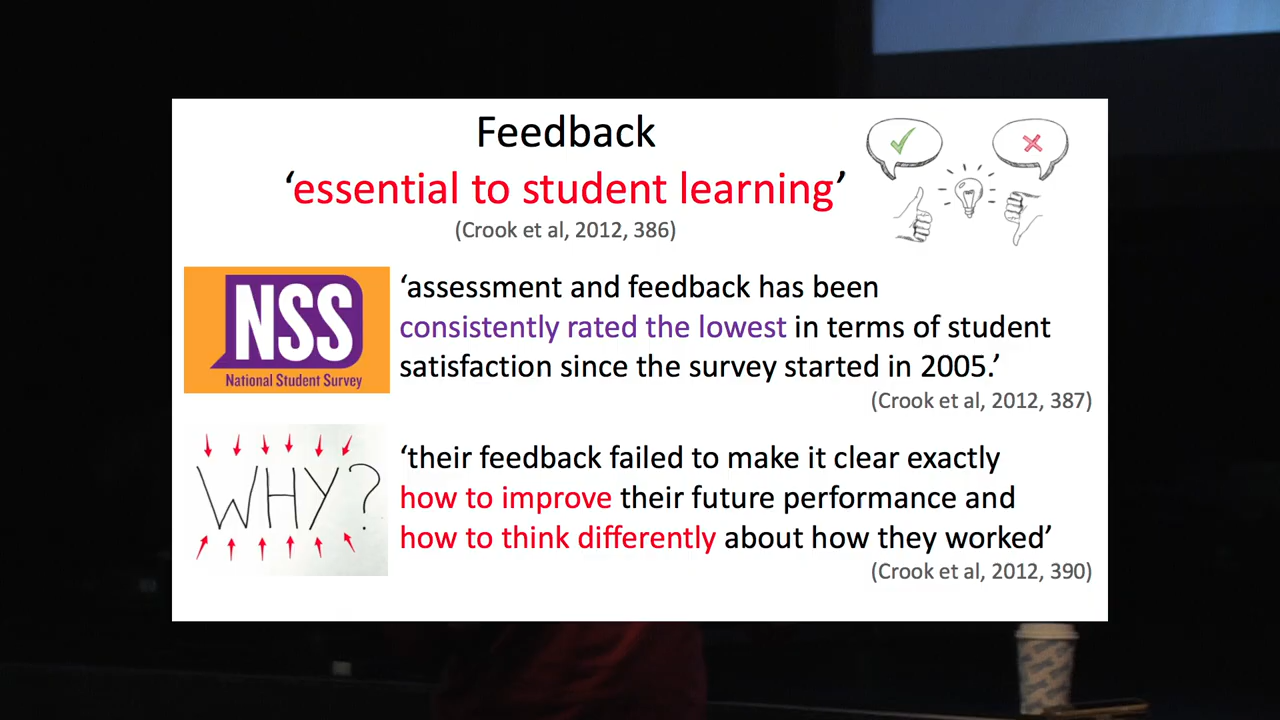 Feedback
‘essential to student learning’
(Crook et al, 2012, 386)
NSS
National Student Survey
‘assessment and feedback has been
consistently rated the lowest in terms of student
satisfaction since the survey started in 2005.’
(Crook et al, 2012, 387)
WHY?
‘their feedback failed to make it clear exactly
how to improve their future performance and
how to think differently about how they worked’
(Crook et al, 2012, 390)